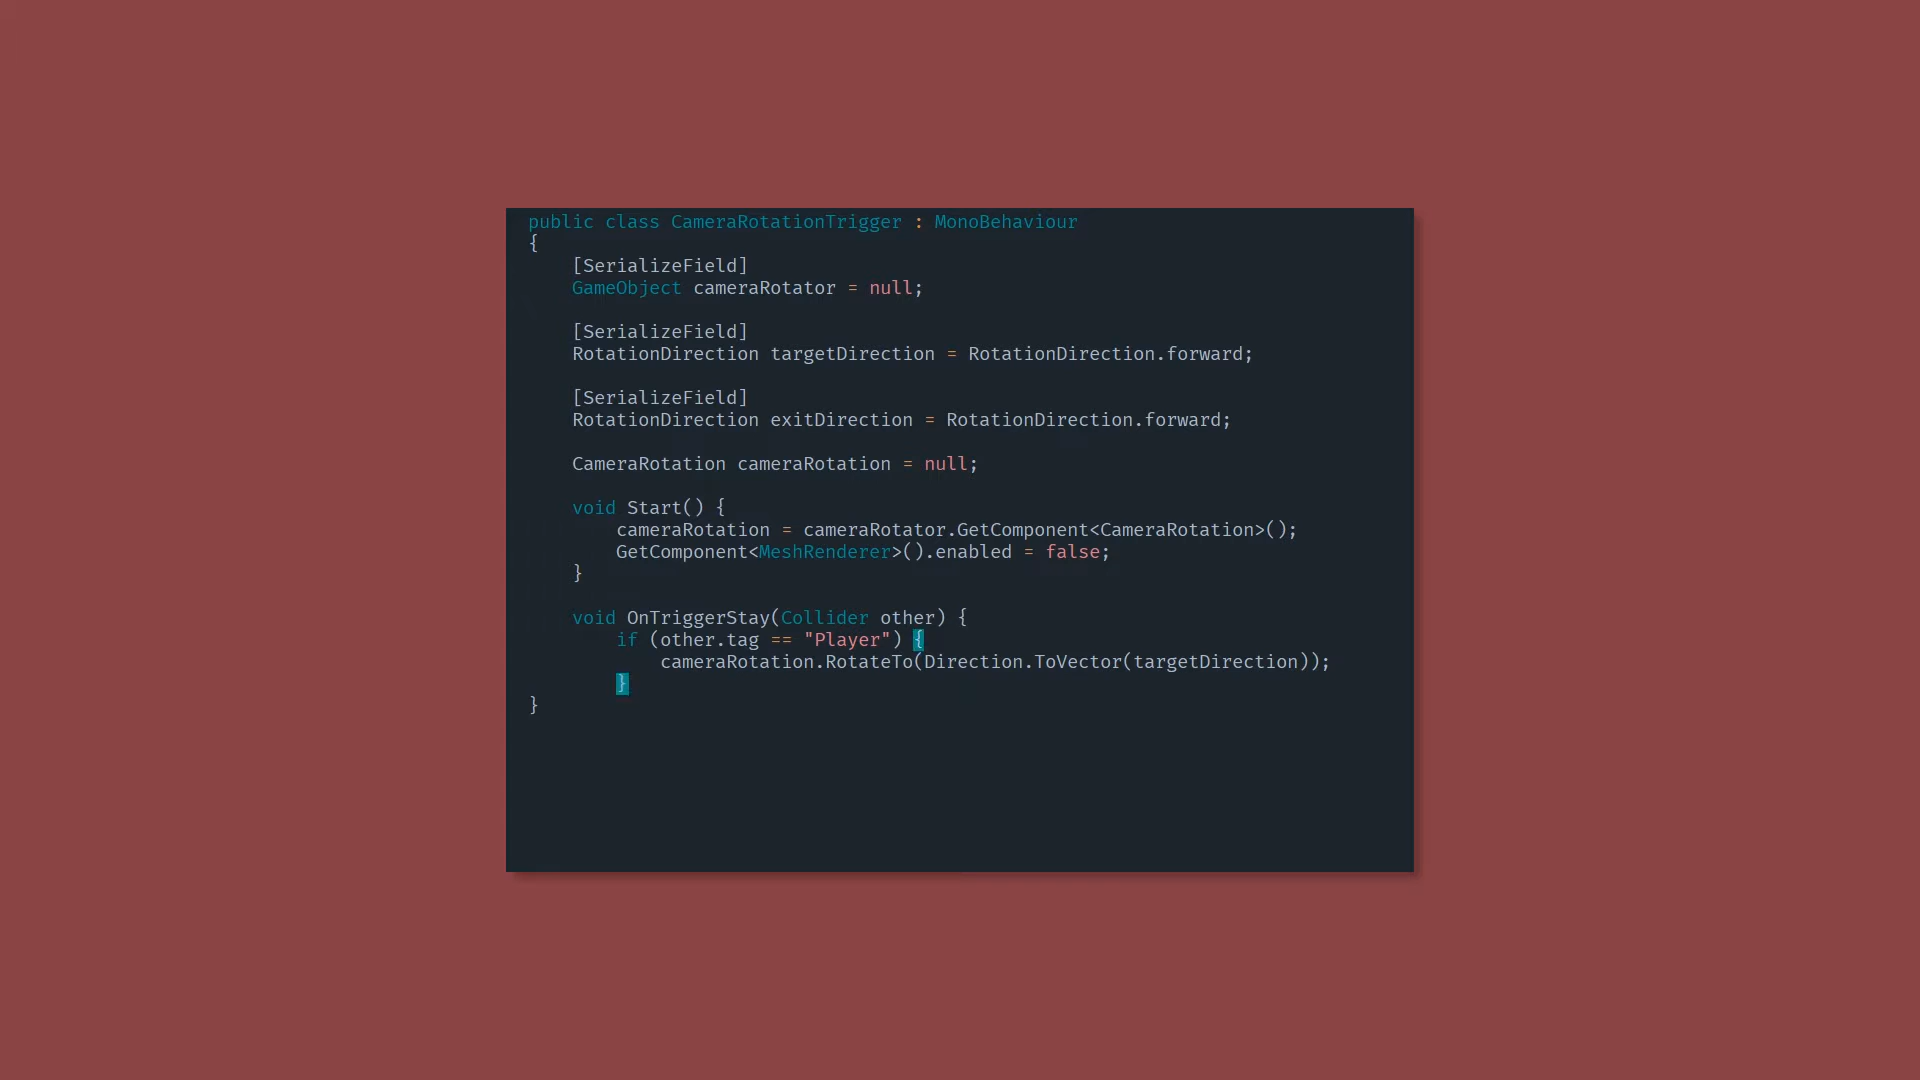 public class CameraRotationTrigger : MonoBehaviour
{
[SerializeField]
GameObject cameraRotator = null;
[SerializeField]
RotationDirection targetDirection = RotationDirection.forward;
[SerializeField]
RotationDirection exitDirection = RotationDirection.forward;
CameraRotation cameraRotation = null;
void Start() {
cameraRotation = cameraRotator.GetComponent<CameraRotation>();
GetComponent<MeshRenderer>().enabled = false;
}
void OnTriggerStay(Collider other) {
if (other.tag == "Player") {
cameraRotation.RotateTo(Direction.ToVector(targetDirection));
}
}